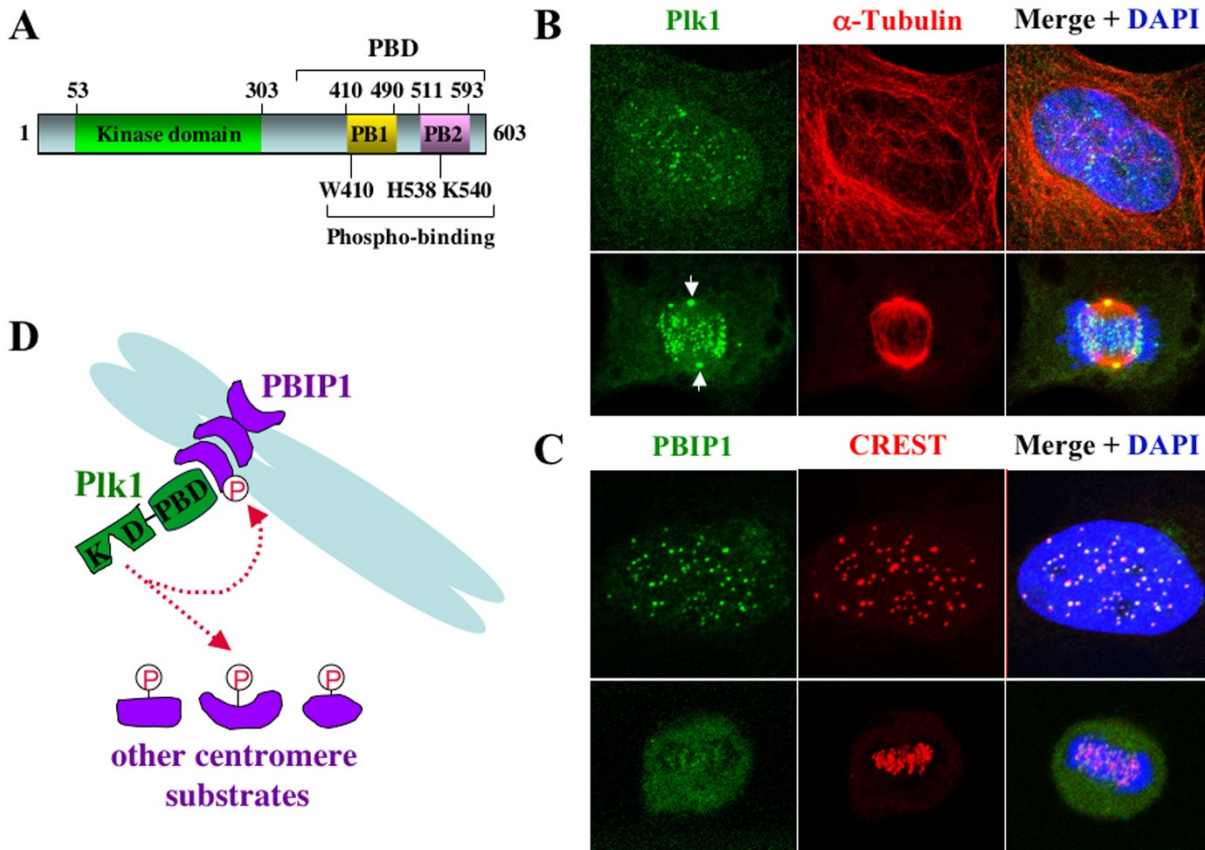 A
PBD
53 303 410 490 511 593
1 Kinase domain PB1 PB2 603
W410 H538 K540
Phospho-binding
B
Plk1 α-Tubulin Merge + DAPI
D
PBIP1
Plk1
K D PBD P
P P P
other centromere
substrates
C
PBIP1 CREST Merge + DAPI